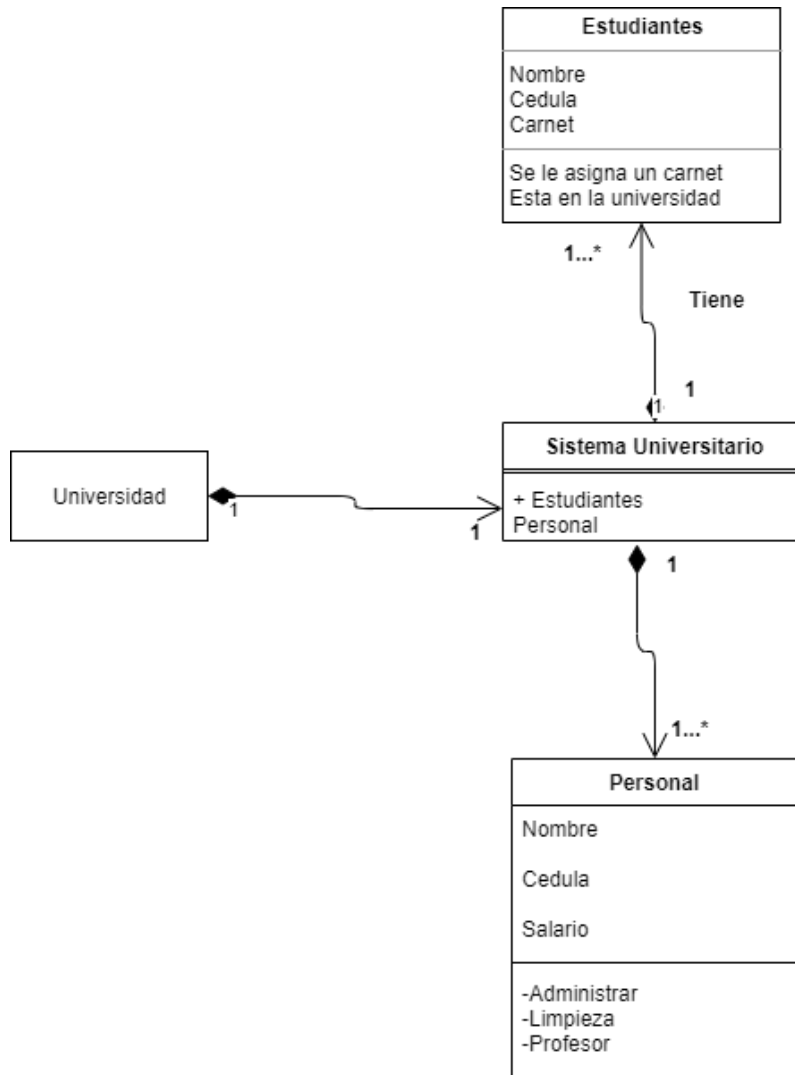 Estudiantes
Nombre
Cedula
Carnet
Se le asigna un carnet
Esta en la universidad
1...*
Tiene
1
1
Sistema Universitario
+ Estudiantes
Personal
Universidad
1
1
1
1...*
Personal
Nombre
Cedula
Salario
-Administrar
-Limpieza
-Profesor